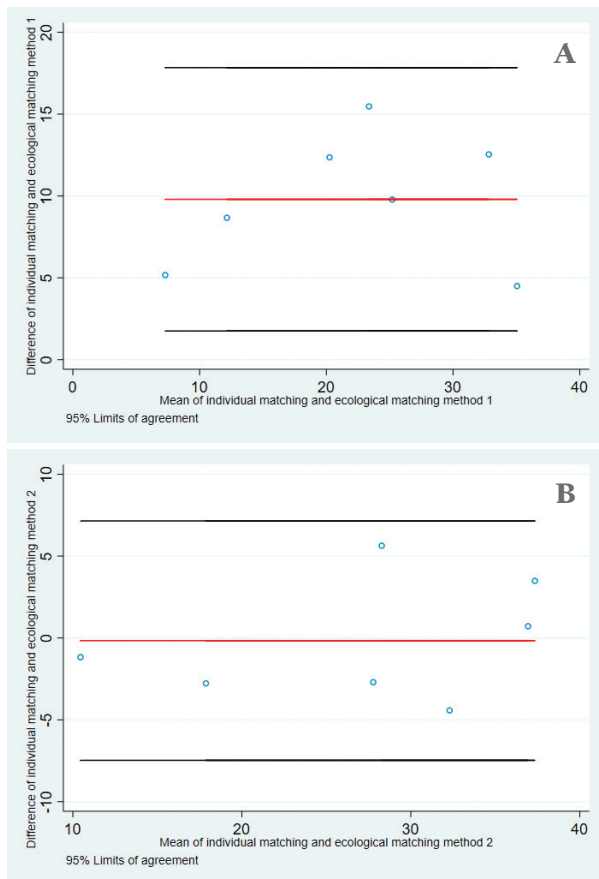 A
Difference of individual matching and ecological matching method 1
20
15
10
5
0
0 10 20 30 40
Mean of individual matching and ecological matching method 1
95% Limits of agreement
B
Difference of individual matching and ecological matching method 2
10
5
0
-5
-10
10 20 30 40
Mean of individual matching and ecological matching method 2
95% Limits of agreement